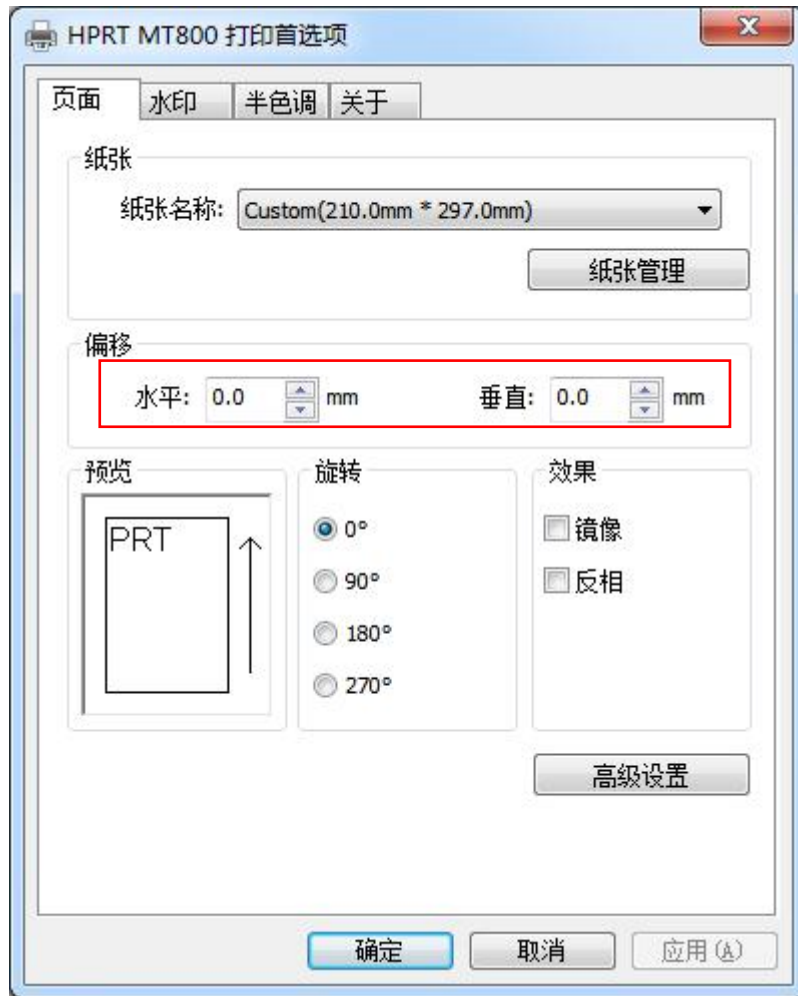 HPRT MT800 打印首选项
页面 水印 半色调 关于
纸张
纸张名称: Custom(210.0mm * 297.0mm)
纸张管理
偏移
水平: 0.0 mm 垂直: 0.0 mm
预览 旋转 效果
PRT
0° 镜像
90° 反相
180°
270°
高级设置
确定 取消 应用(A)